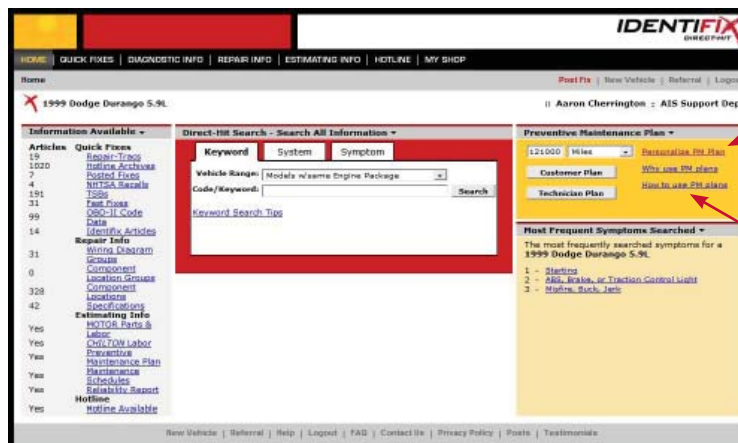 IDENTIFIX
DIRECT-HIT
HOME | QUICK FIXES | DIAGNOSTIC INFO | REPAIR INFO | ESTIMATING INFO | HOTLINE | MY SHOP
Home
Post Fix | New Vehicle | Referral | Logou
1999 Dodge Durango 5.9L
:: Aaron Cherrington : AIS Support Dep
Information Available
Articles Quick Fixes
19 Repair-Tracs
1020 Hotline Archives
7 Posted Fixes
4 NHTSA Recalls
191 TSBs
31 Fast Fixes
99 OBD-II Code Data
14 Identifix Articles
Repair Info
31 Wiring Diagram Groups
0 Component Location Groups
328 Component Locations
42 Specifications
Estimating Info
Yes MOTOR Parts & Labor
Yes CHILTON Labor
Yes Preventive Maintenance Plan
Yes Maintenance Schedules
Yes Reliability Report
Hotline
Yes Hotline Available
Direct-Hit Search - Search All Information
Keyword System Symptom
Vehicle Range: Models w/same Engine Package
Code/Keyword: Search
Keyword Search Tips
Preventive Maintenance Plan
121000 Miles Personalize PM Plan
Customer Plan Why use PM plans
Technician Plan How to use PM plans
Most Frequent Symptoms Searched
The most frequently searched symptoms for a
1999 Dodge Durango 5.9L
1 - Starting
2 - ABS, Brake, or Traction Control Light
3 - Misfire, Buck, Jerk
New Vehicle | Referral | Help | Logout | FAQ | Contact Us | Privacy Policy | Posts | Testimonials